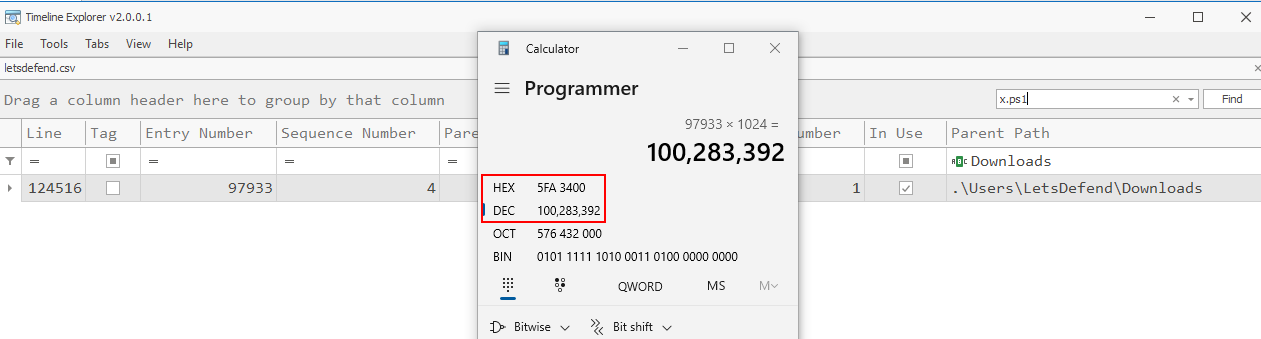 Timeline Explorer v2.0.0.1
File Tools Tabs View Help
letsdefend.csv
Drag a column header here to group by that column
x.ps1
Find
Line Tag Entry Number Sequence Number Pare
umber In Use Parent Path
= = = =
Downloads
124516 97933 4 1 .\Users\LetsDefend\Downloads
Calculator
Programmer
97933 × 1024 =
100,283,392
HEX 5FA 3400
DEC 100,283,392
OCT 576 432 000
BIN 0101 1111 1010 0011 0100 0000 0000
QWORD MS M
Bitwise Bit shift